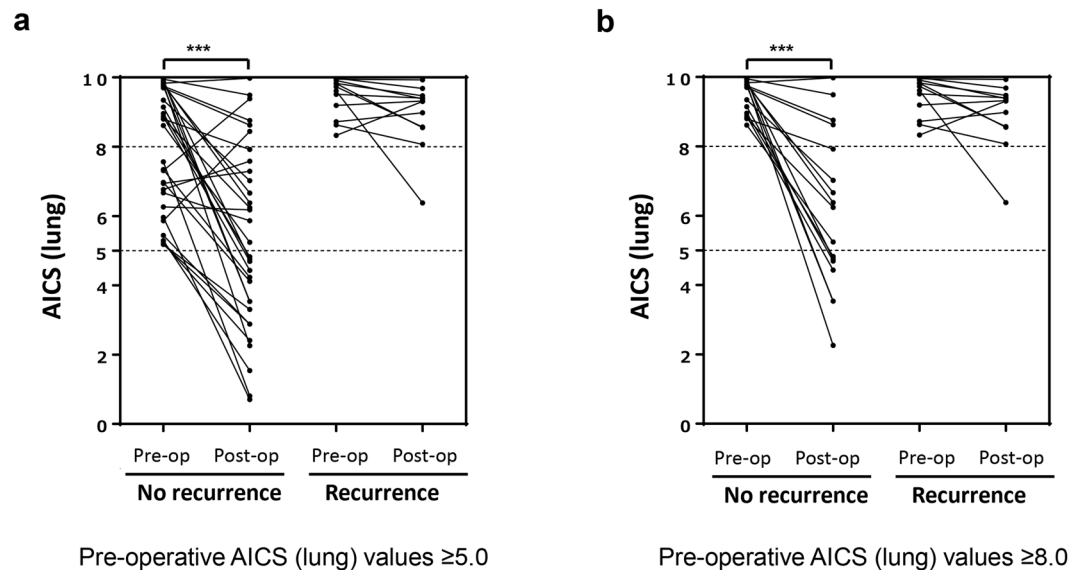 a
***
AICS (lung)
10
8
6
5
4
2
0
Pre-op Post-op Pre-op Post-op
No recurrence Recurrence
Pre-operative AICS (lung) values ≥5.0
b
***
AICS (lung)
10
8
6
5
4
2
0
Pre-op Post-op Pre-op Post-op
No recurrence Recurrence
Pre-operative AICS (lung) values ≥8.0